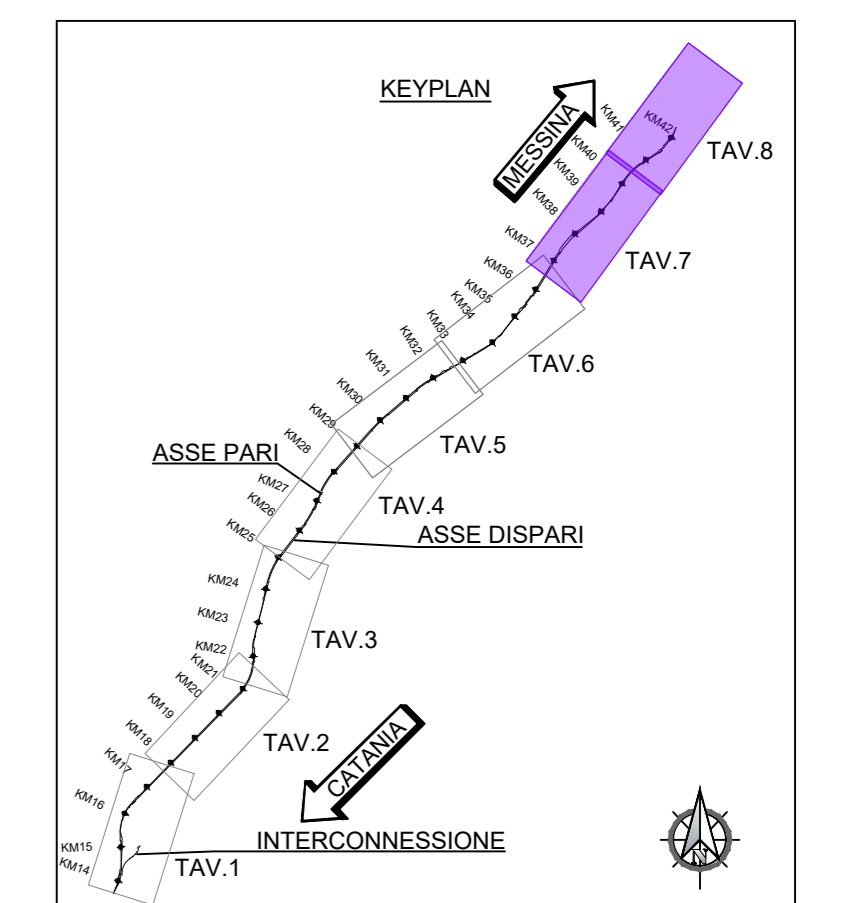 KEYPLAN
MESSINA
KM42
KM41
KM40
TAV.8
KM39
KM38
KM37
TAV.7
KM36
KM35
KM34
KM33
TAV.6
KM32
KM31
KM30
KM29
TAV.5
KM28
ASSE PARI
KM27
TAV.4
KM26
KM25
ASSE DISPARI
KM24
KM23
TAV.3
KM22
KM21
KM20
KM19
KM18
TAV.2
CATANIA
KM17
KM16
INTERCONNESSIONE
KM15
KM14
TAV.1
N